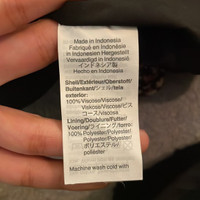 Made in Indonesia
Fabriqué en Indonésie
in Indonesien Hergestellt
Vervaardigd in Indonesië
インドネシア製
Hecho en Indonesia
Shell/Extérieur/Oberstoff/
Buitenkant/シェル/tela
exterior:
100%Viscose/Viscose/
Viskose/Viscose/ビス
コース/Viscosa
Lining/Doublure/Futter/
Voering/ライニング/forro:
100%Polyester/Polyester/
Polyester/Polyester/
ポリエステル/
poliéster
Machine wash cold with